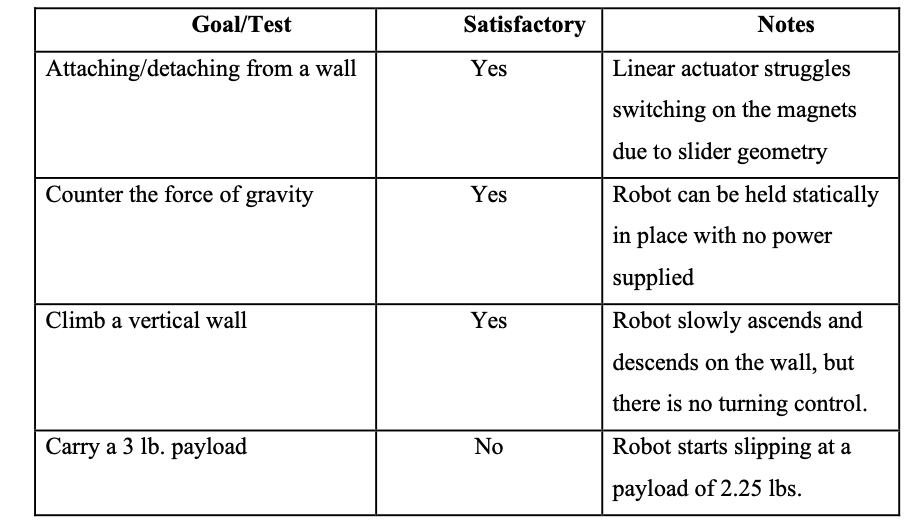 Goal/Test Satisfactory Notes
Attaching/detaching from a wall Yes Linear actuator struggles
switching on the magnets
due to slider geometry
Counter the force of gravity Yes Robot can be held statically
in place with no power
supplied
Climb a vertical wall Yes Robot slowly ascends and
descends on the wall, but
there is no turning control.
Carry a 3 lb. payload No Robot starts slipping at a
payload of 2.25 lbs.